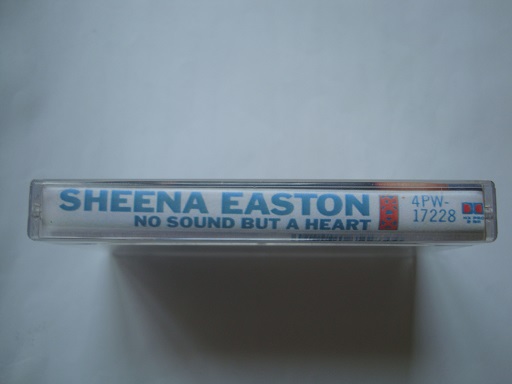 SHEENA EASTON
NO SOUND BUT A HEART
4PW-
17228